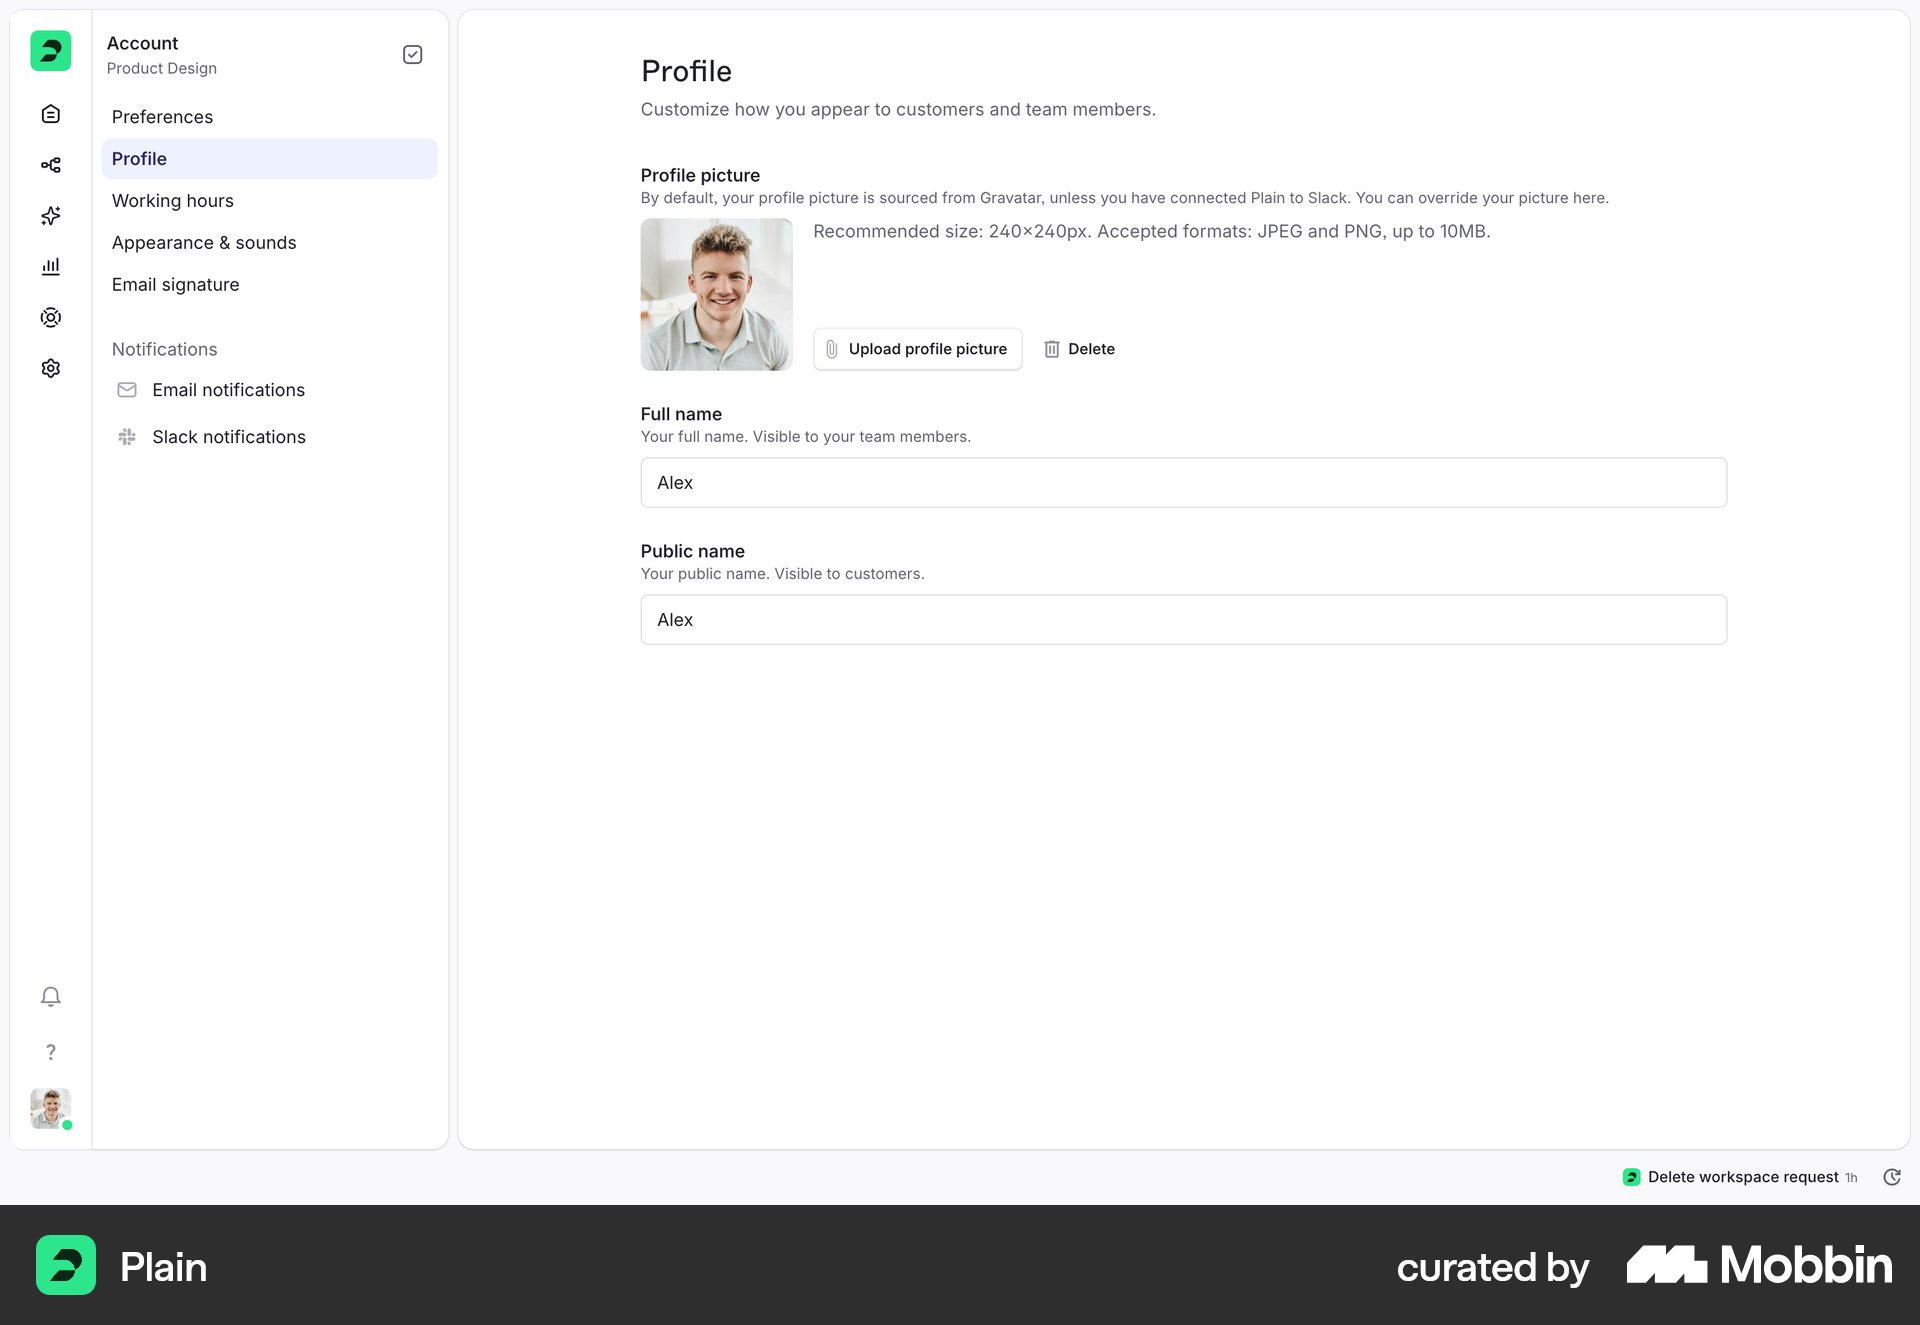 Account
Product Design
Preferences
Profile
Working hours
Appearance & sounds
Email signature
Notifications
Email notifications
Slack notifications
?
Profile
Customize how you appear to customers and team members.
Profile picture
By default, your profile picture is sourced from Gravatar, unless you have connected Plain to Slack. You can override your picture here.
Recommended size: 240×240px. Accepted formats: JPEG and PNG, up to 10MB.
Upload profile picture
Delete
Full name
Your full name. Visible to your team members.
Alex
Public name
Your public name. Visible to customers.
Alex
Delete workspace request 1h
Plain
curated by Mobbin